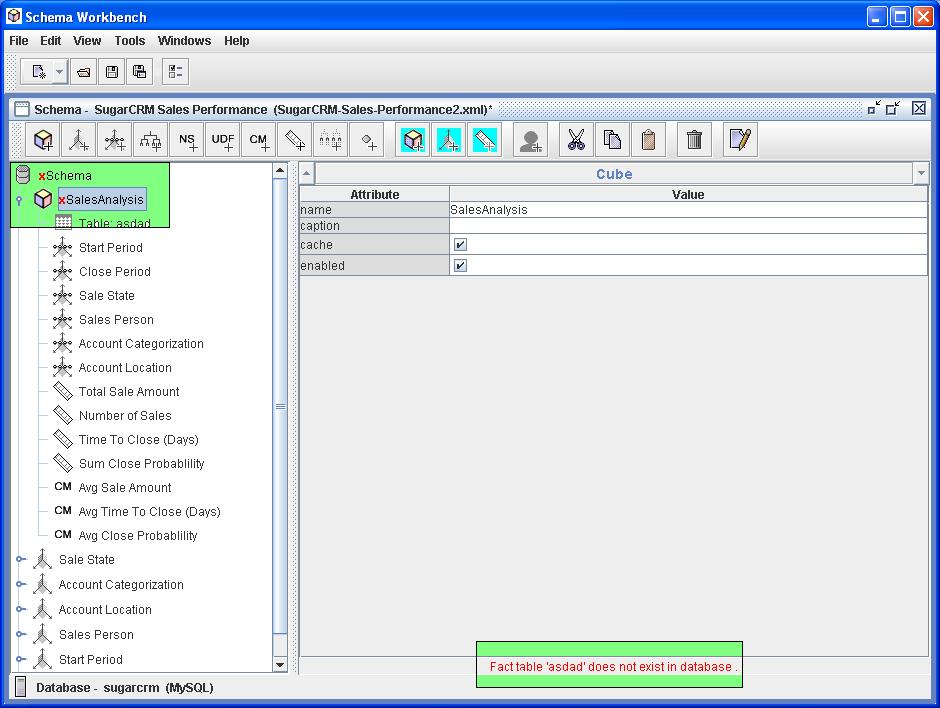 Schema Workbench
File Edit View Tools Windows Help
Schema - SugarCRM Sales Performance (SugarCRM-Sales-Performance2.xml)*
NS UDF CM
Schema
SalesAnalysis
Table: asdad
Start Period
Close Period
Sale State
Sales Person
Account Categorization
Account Location
Total Sale Amount
Number of Sales
Time To Close (Days)
Sum Close Probablility
CM Avg Sale Amount
CM Avg Time To Close (Days)
CM Avg Close Probablility
Sale State
Account Categorization
Account Location
Sales Person
Start Period
Cube
Attribute Value
name SalesAnalysis
caption
cache
enabled
Fact table 'asdad' does not exist in database .
Database - sugarcrm (MySQL)